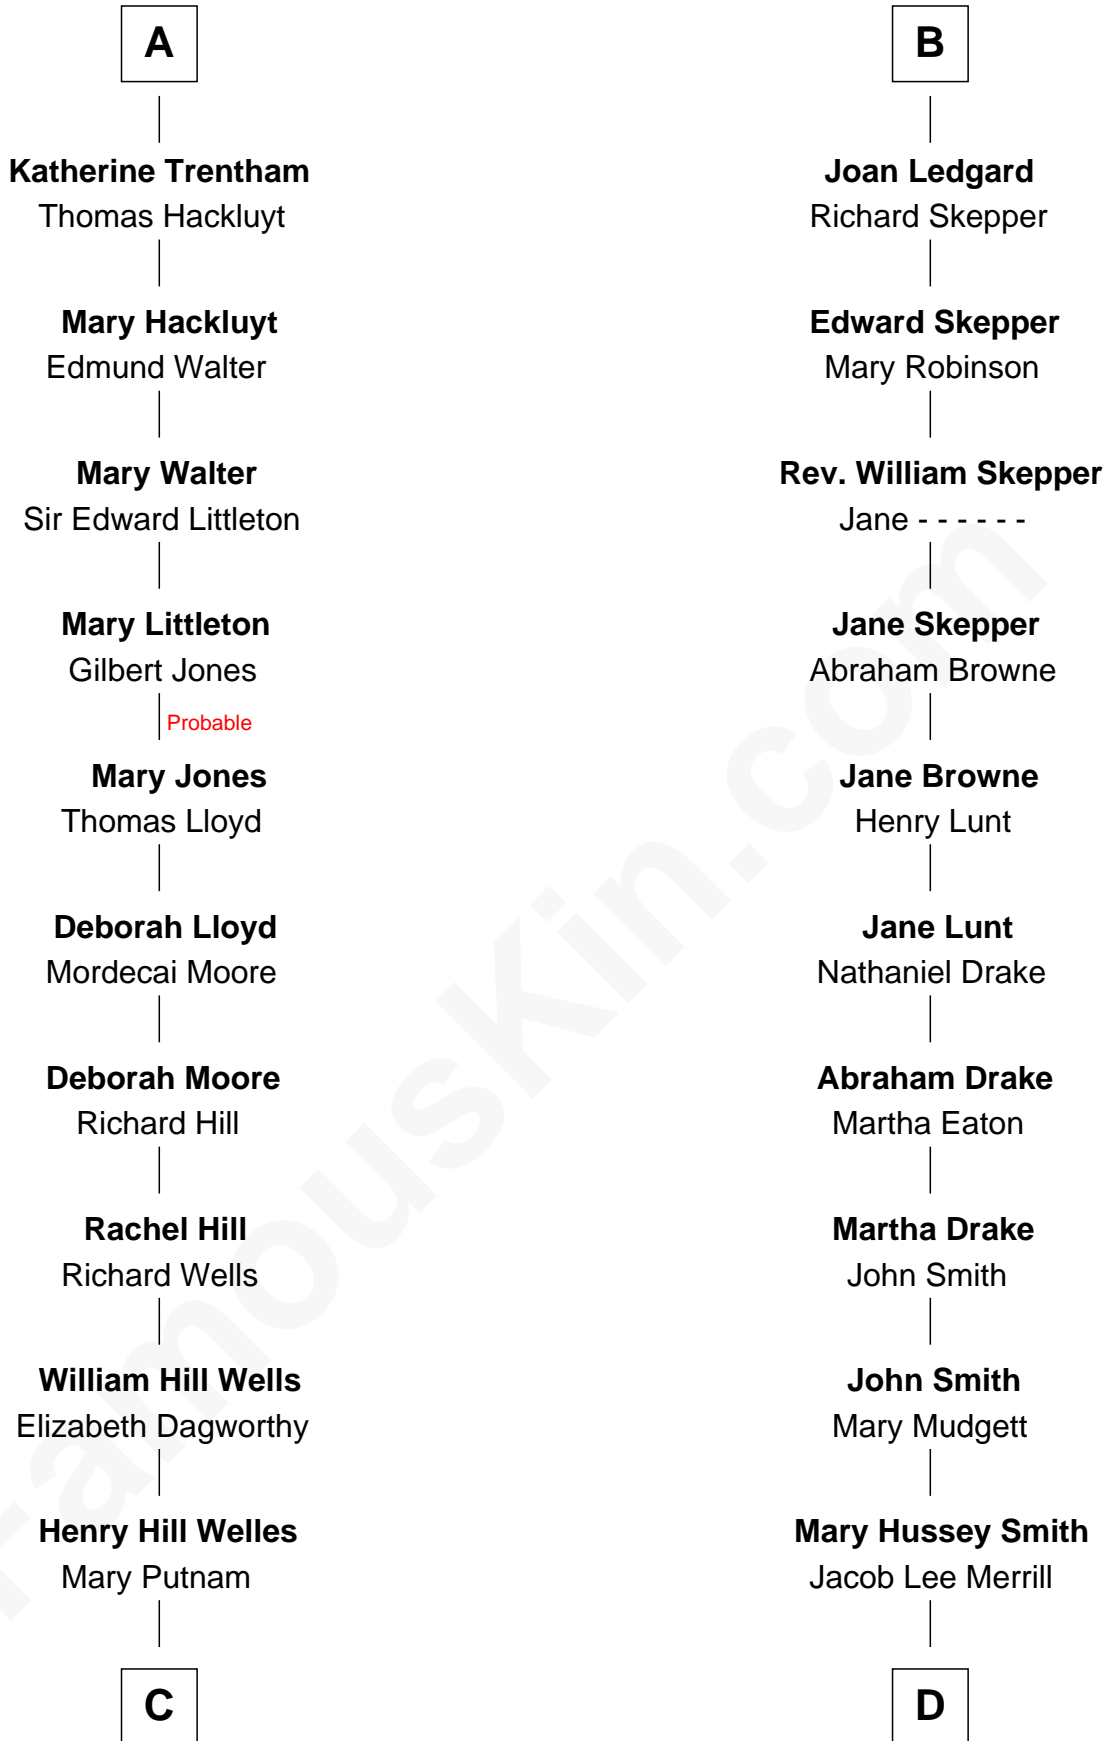 A
Katherine Trentham
Thomas Hackluyt
Mary Hackluyt
Edmund Walter
Mary Walter
Sir Edward Littleton
Mary Littleton
Gilbert Jones
Probable
Mary Jones
Thomas Lloyd
Deborah Lloyd
Mordecai Moore
Deborah Moore
Richard Hill
Rachel Hill
Richard Wells
William Hill Wells
Elizabeth Dagworthy
Henry Hill Welles
Mary Putnam
C
B
Joan Ledgard
Richard Skepper
Edward Skepper
Mary Robinson
Rev. William Skepper
Jane - - - - - -
Jane Skepper
Abraham Browne
Jane Browne
Henry Lunt
Jane Lunt
Nathaniel Drake
Abraham Drake
Martha Eaton
Martha Drake
John Smith
John Smith
Mary Mudgett
Mary Hussey Smith
Jacob Lee Merrill
D
FamousKin.com